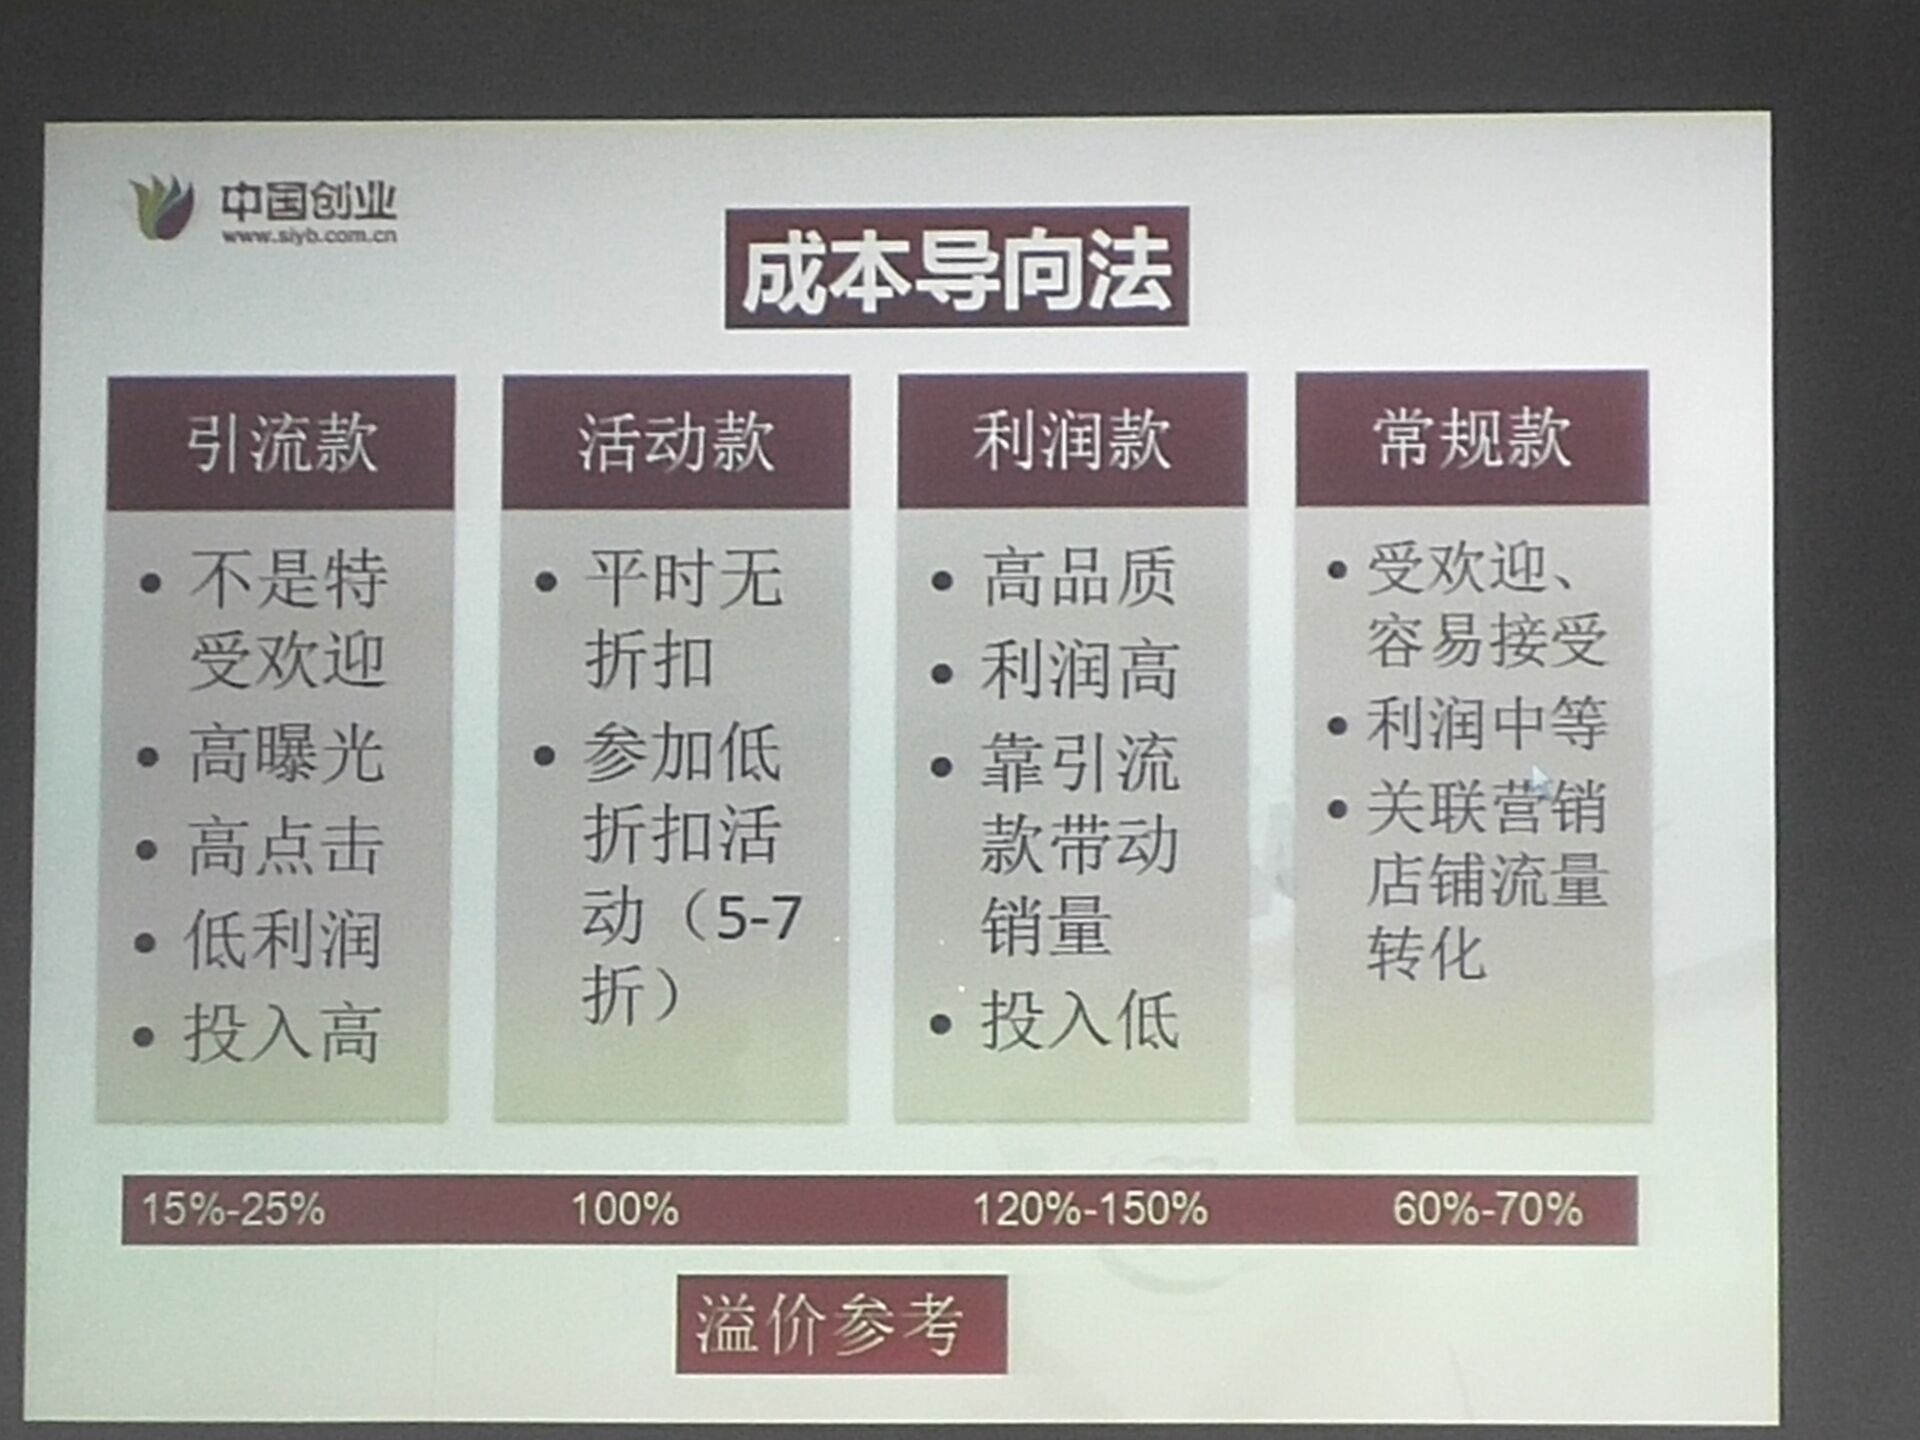 中国创业
www.siyb.com.cn
成本导向法
引流款
• 不是特
受欢迎
• 高曝光
• 高点击
• 低利润
• 投入高
活动款
• 平时无
折扣
• 参加低
折扣活
动（5-7
折）
利润款
• 高品质
• 利润高
• 靠引流
款带动
销量
• 投入低
常规款
• 受欢迎、
容易接受
• 利润中等
• 关联营销
店铺流量
转化
15%-25% 100% 120%-150% 60%-70%
溢价参考